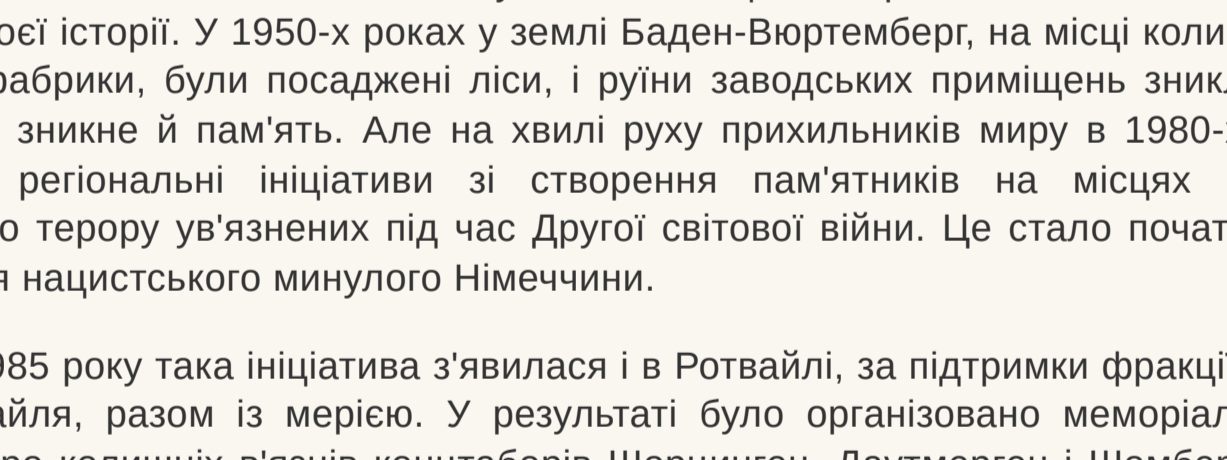 оєї історії. У 1950-х роках у землі Баден-Вюртемберг, на місці коли
фабрики, були посаджені ліси, і руїни заводських приміщень зникл
зникне й пам'ять. Але на хвилі руху прихильників миру в 1980-х
регіональні ініціативи зі створення пам'ятників на місцях
о терору ув'язнених під час Другої світової війни. Це стало почат
я нацистського минулого Німеччини.
985 року така ініціатива з'явилася і в Ротвайлі, за підтримки фракції
айля, разом із мерією. У результаті було організовано меморіал